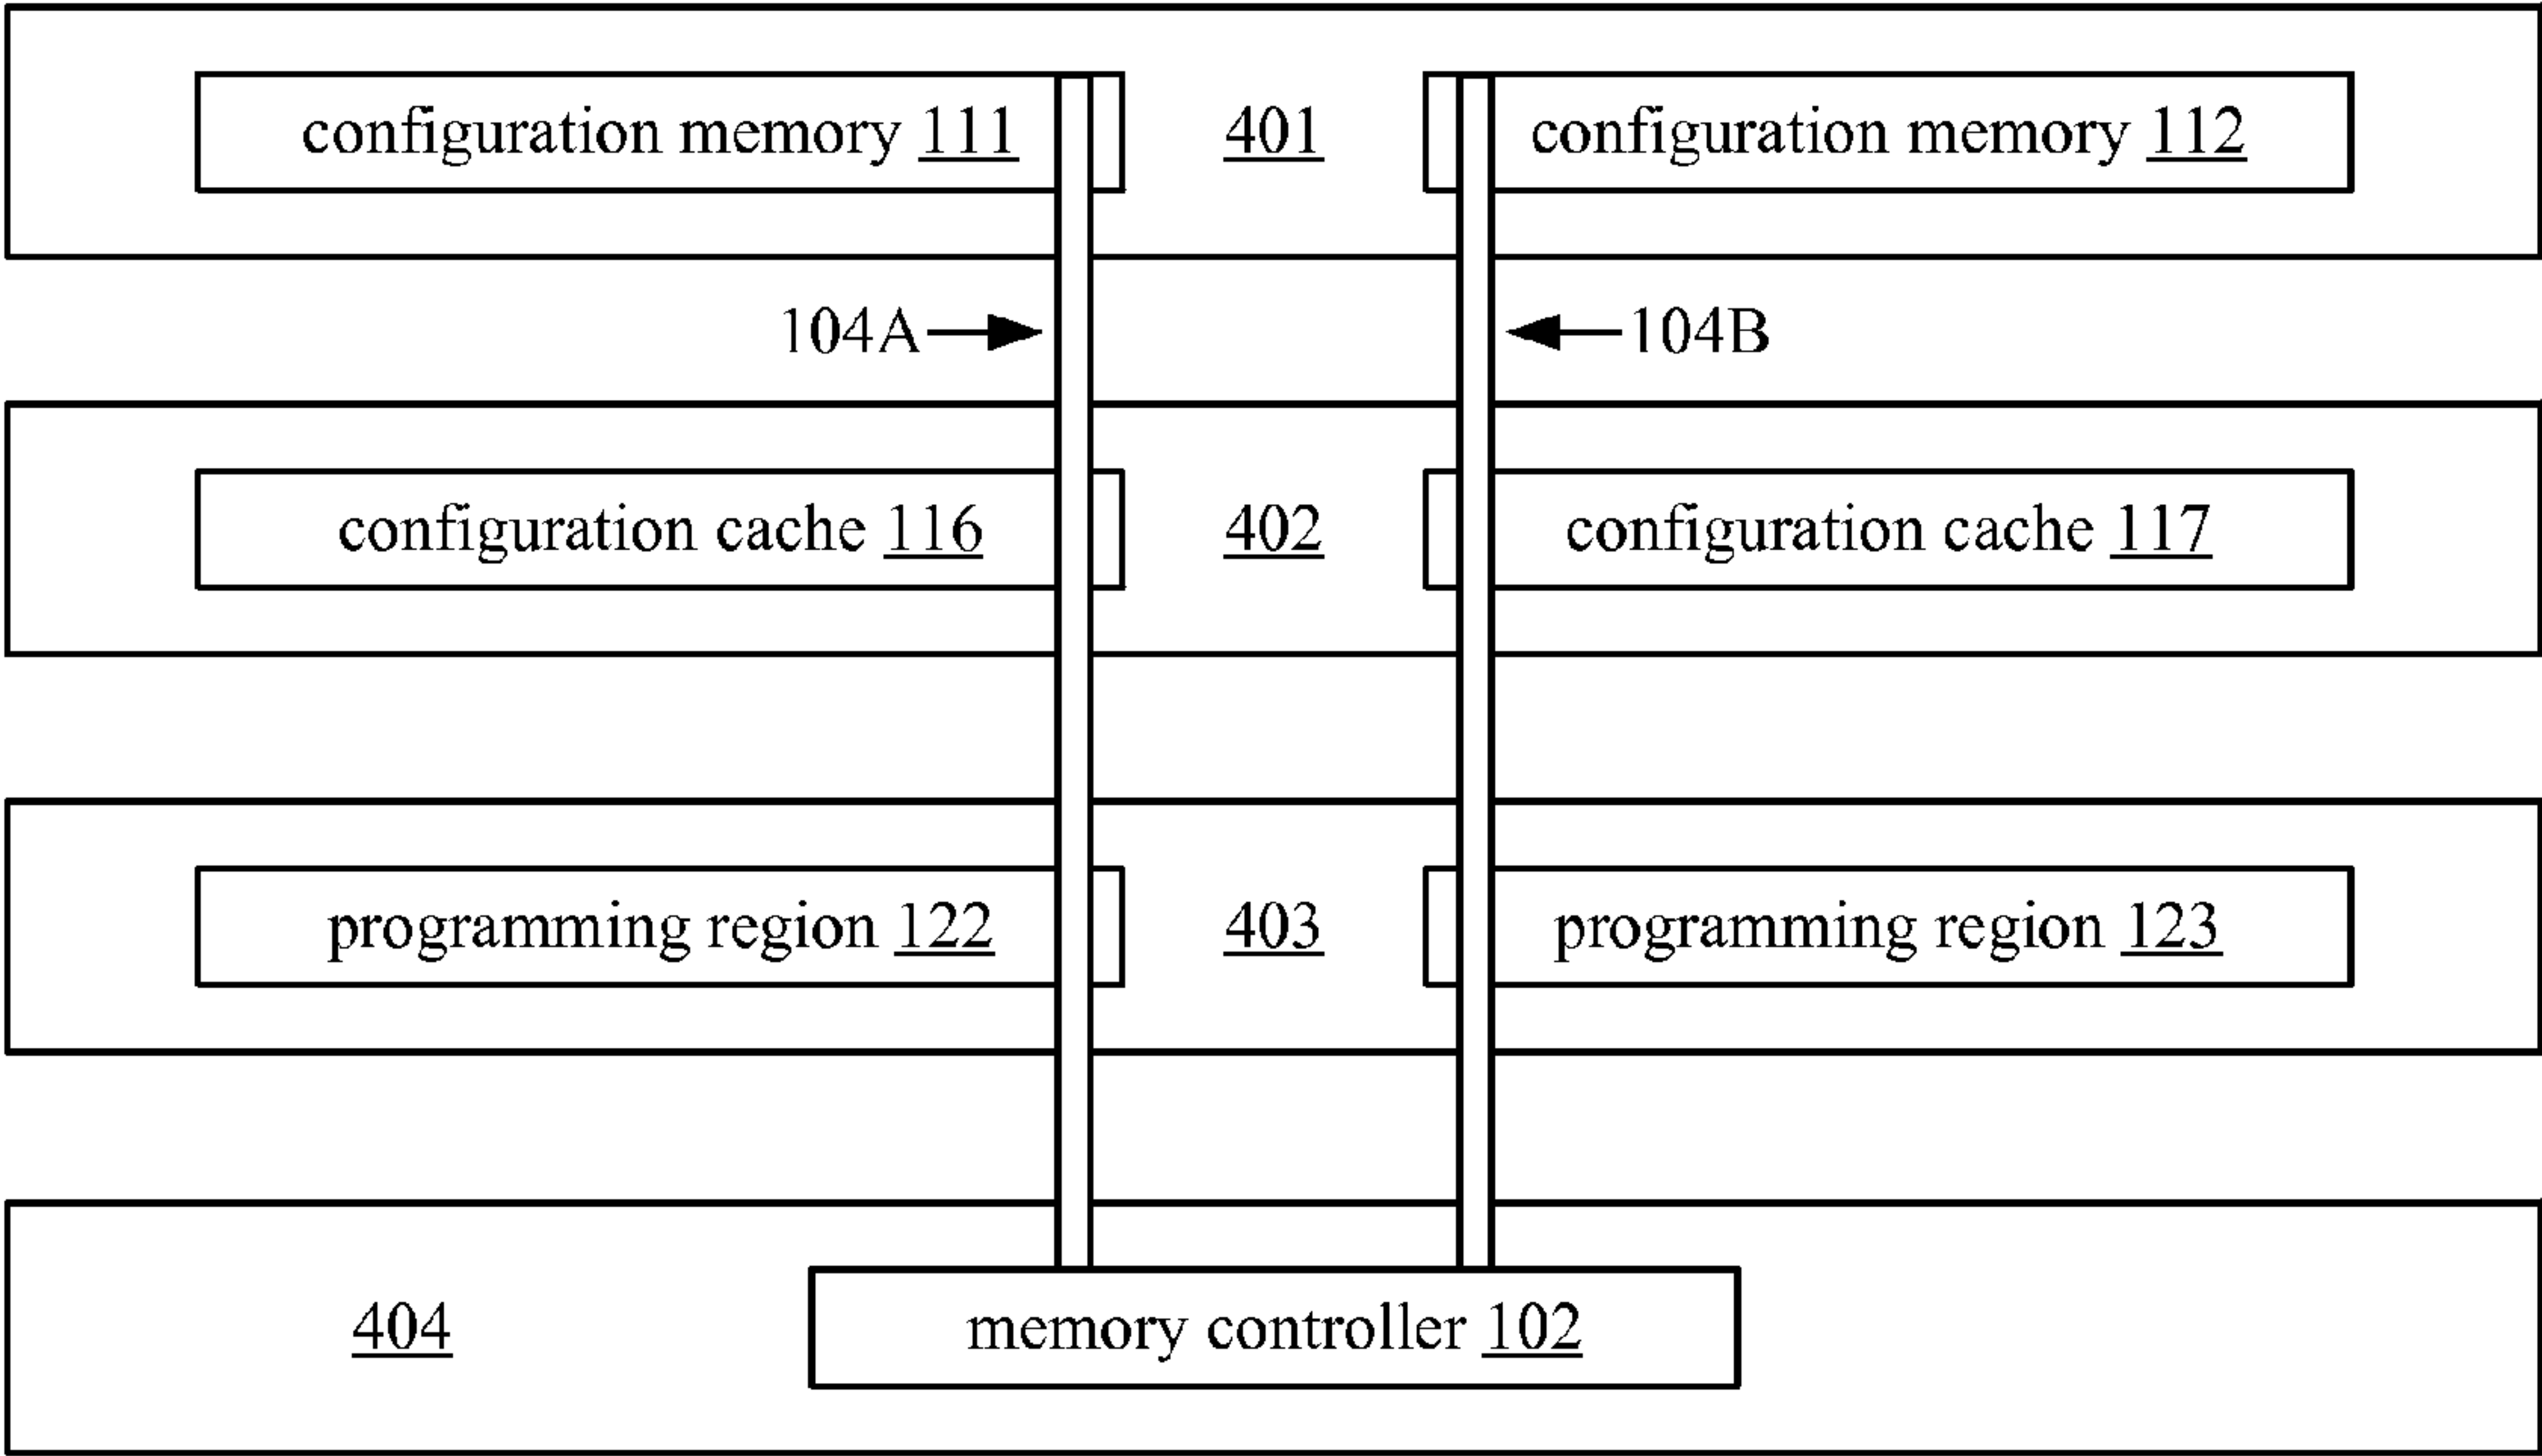 configuration memory 111 401 configuration memory 112
104A 104B
configuration cache 116 402 configuration cache 117
programming region 122 403 programming region 123
404 memory controller 102